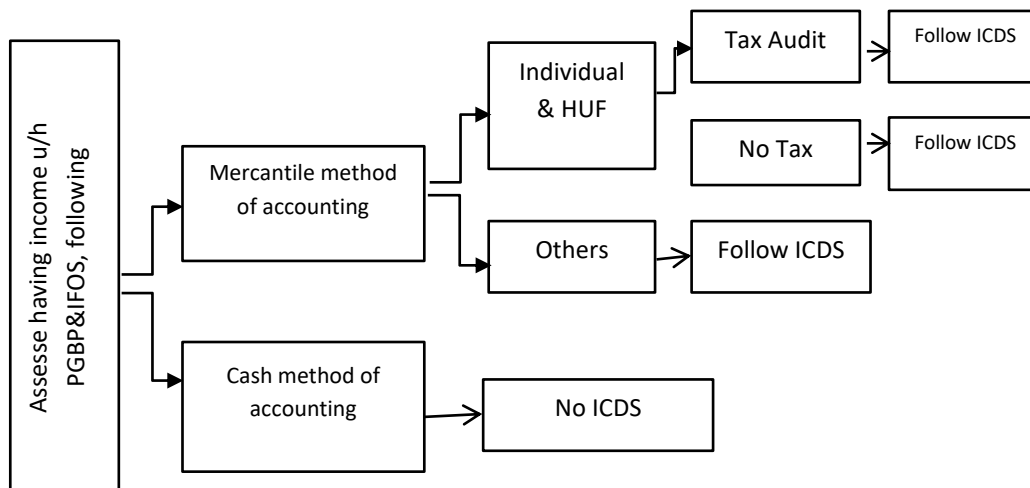 Assesse having income u/h
PGBP&IFOS, following
Mercantile method
of accounting
Cash method of
accounting
Individual
& HUF
Others
No ICDS
Tax Audit
Follow ICDS
No Tax
Follow ICDS
Follow ICDS